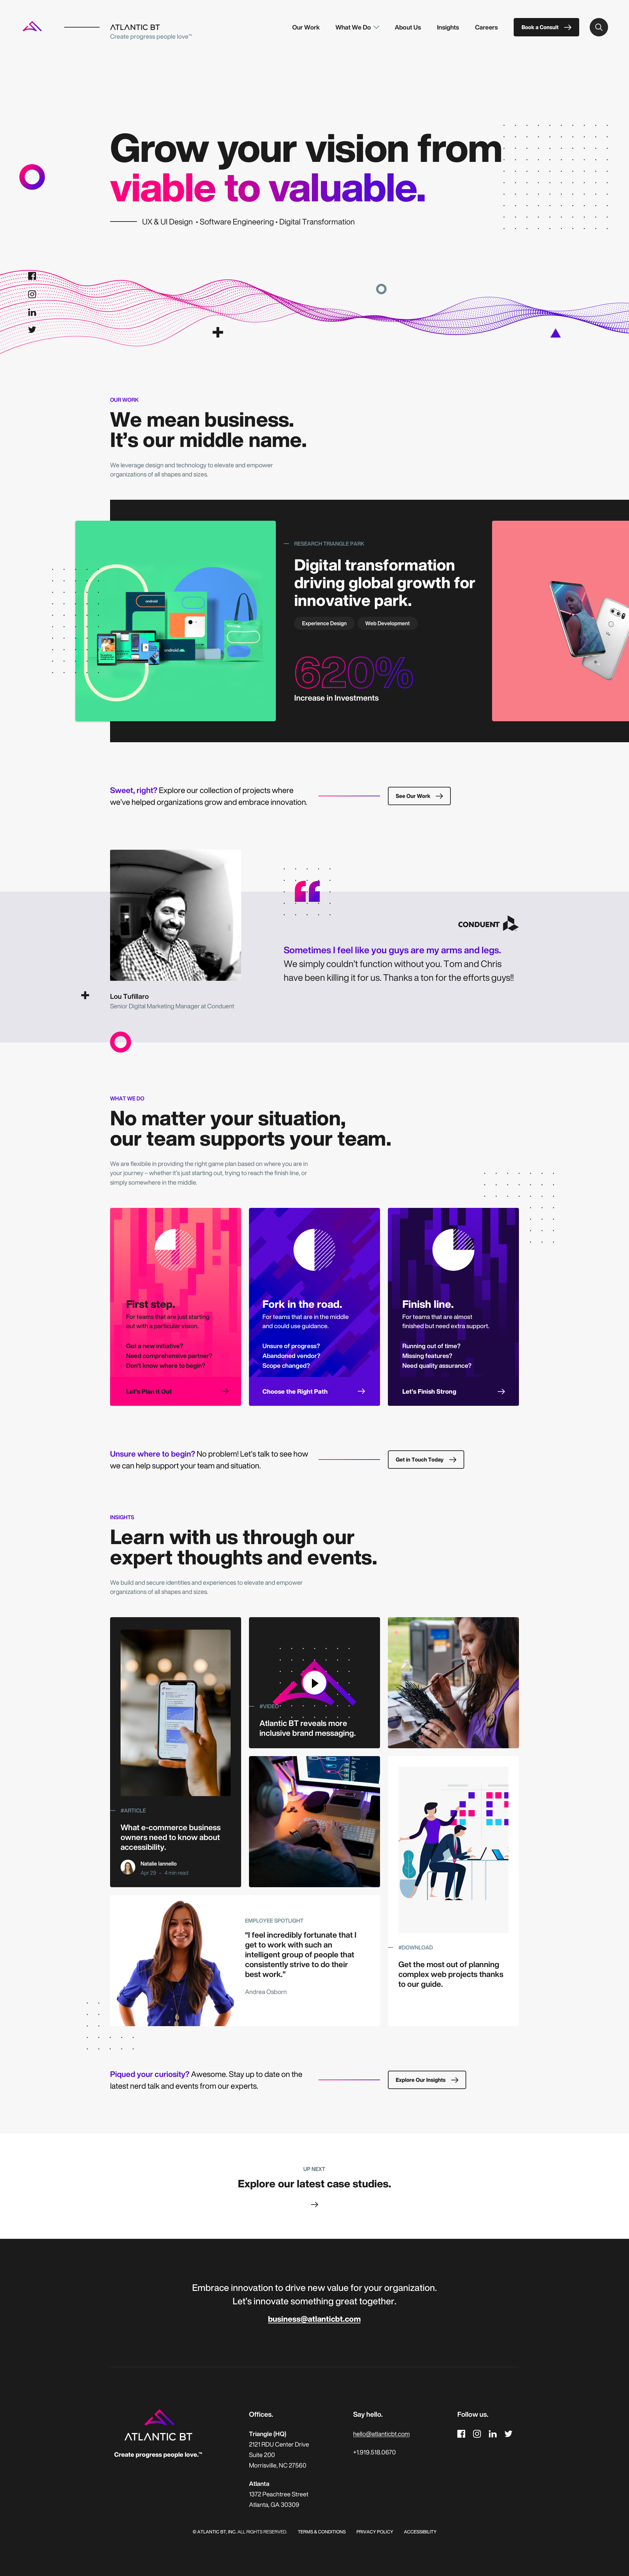 ATLANTIC BT
Create progress people love™
Our Work
What We Do
About Us
Insights
Careers
Book a Consult
Grow your vision from
viable to valuable.
UX & UI Design • Software Engineering • Digital Transformation
OUR WORK
We mean business.
It's our middle name.
We leverage design and technology to elevate and empower
organizations of all shapes and sizes.
RESEARCH TRIANGLE PARK
Digital transformation
driving global growth for
innovative park.
Experience Design
Web Development
620%
Increase in Investments
android
android
Sweet, right? Explore our collection of projects where
we've helped organizations grow and embrace innovation.
See Our Work
CONDUENT
Sometimes I feel like you guys are my arms and legs.
We simply couldn't function without you. Tom and Chris
have been killing it for us. Thanks a ton for the efforts guys!!
Lou Tufillaro
Senior Digital Marketing Manager at Conduent
WHAT WE DO
No matter your situation,
our team supports your team.
We are flexibile in providing the right game plan based on where you are in
your journey – whether it's just starting out, trying to reach the finish line, or
simply somewhere in the middle.
First step.
For teams that are just starting
out with a particular vision.
Got a new initiative?
Need comprehensive partner?
Don't know where to begin?
Let's Plan It Out
Fork in the road.
For teams that are in the middle
and could use guidance.
Unsure of progress?
Abandoned vendor?
Scope changed?
Choose the Right Path
Finish line.
For teams that are almost
finished but need extra support.
Running out of time?
Missing features?
Need quality assurance?
Let's Finish Strong
Unsure where to begin? No problem! Let's talk to see how
we can help support your team and situation.
Get in Touch Today
INSIGHTS
Learn with us through our
expert thoughts and events.
We build and secure identities and experiences to elevate and empower
organizations of all shapes and sizes.
#ARTICLE
What e-commerce business
owners need to know about
accessibility.
Natalie Iannello
Apr 29 — 4 min read
#VIDEO
Atlantic BT reveals more
inclusive brand messaging.
#DOWNLOAD
Get the most out of planning
complex web projects thanks
to our guide.
EMPLOYEE SPOTLIGHT
"I feel incredibly fortunate that I
get to work with such an
intelligent group of people that
consistently strive to do their
best work."
Andrea Osborn
Piqued your curiosity? Awesome. Stay up to date on the
latest nerd talk and events from our experts.
Explore Our Insights
UP NEXT
Explore our latest case studies.
Embrace innovation to drive new value for your organization.
Let's innovate something great together.
business@atlanticbt.com
ATLANTIC BT
Create progress people love.™
Offices.
Triangle (HQ)
2121 RDU Center Drive
Suite 200
Morrisville, NC 27560
Atlanta
1372 Peachtree Street
Atlanta, GA 30309
Say hello.
hello@atlanticbt.com
+1.919.518.0670
Follow us.
© ATLANTIC BT, INC. ALL RIGHTS RESERVED.
TERMS & CONDITIONS
PRIVACY POLICY
ACCESSIBILITY